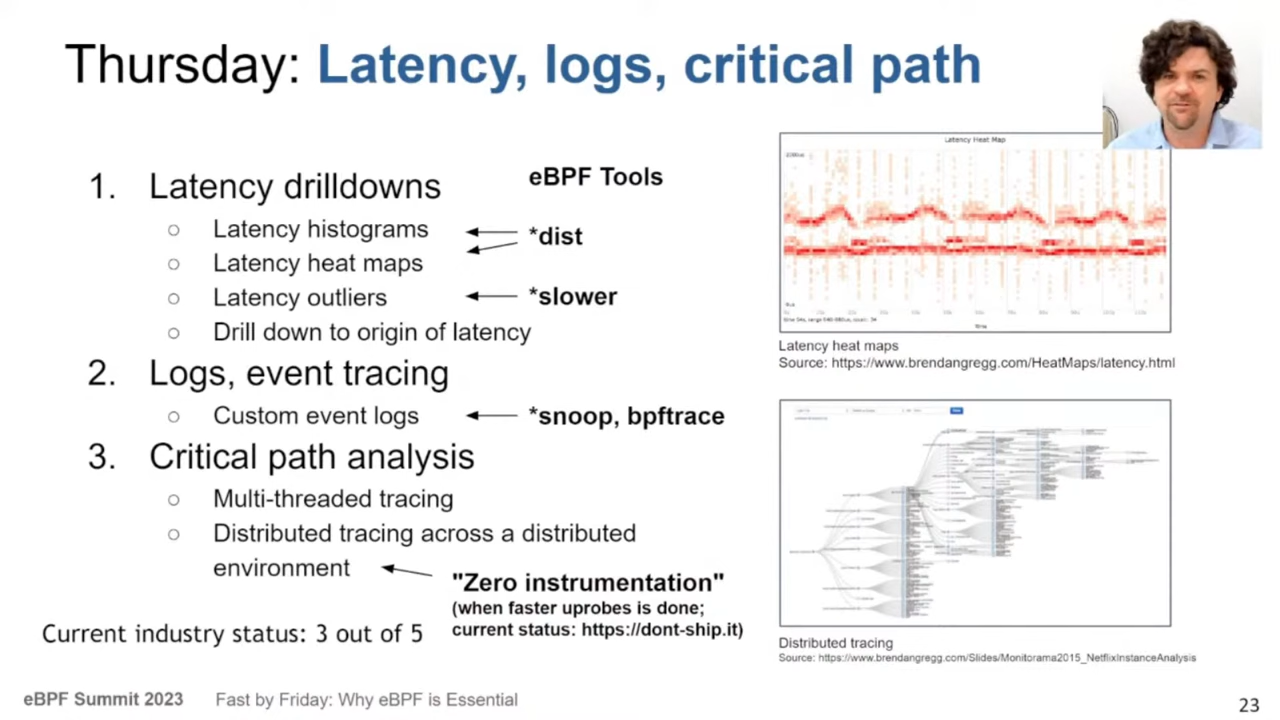 Thursday: Latency, logs, critical path
1. Latency drilldowns
eBPF Tools
○ Latency histograms
*dist
○ Latency heat maps
○ Latency outliers
*slower
○ Drill down to origin of latency
2. Logs, event tracing
○ Custom event logs
*snoop, bpftrace
3. Critical path analysis
○ Multi-threaded tracing
○ Distributed tracing across a distributed
environment
"Zero instrumentation"
(when faster uprobes is done;
current status: https://dont-ship.it)
Current industry status: 3 out of 5
Latency Heat Map
Latency heat maps
Source: https://www.brendangregg.com/HeatMaps/latency.html
Distributed tracing
Source: https://www.brendangregg.com/Slides/Monitorama2015_NetflixInstanceAnalysis
eBPF Summit 2023
Fast by Friday: Why eBPF is Essential
23